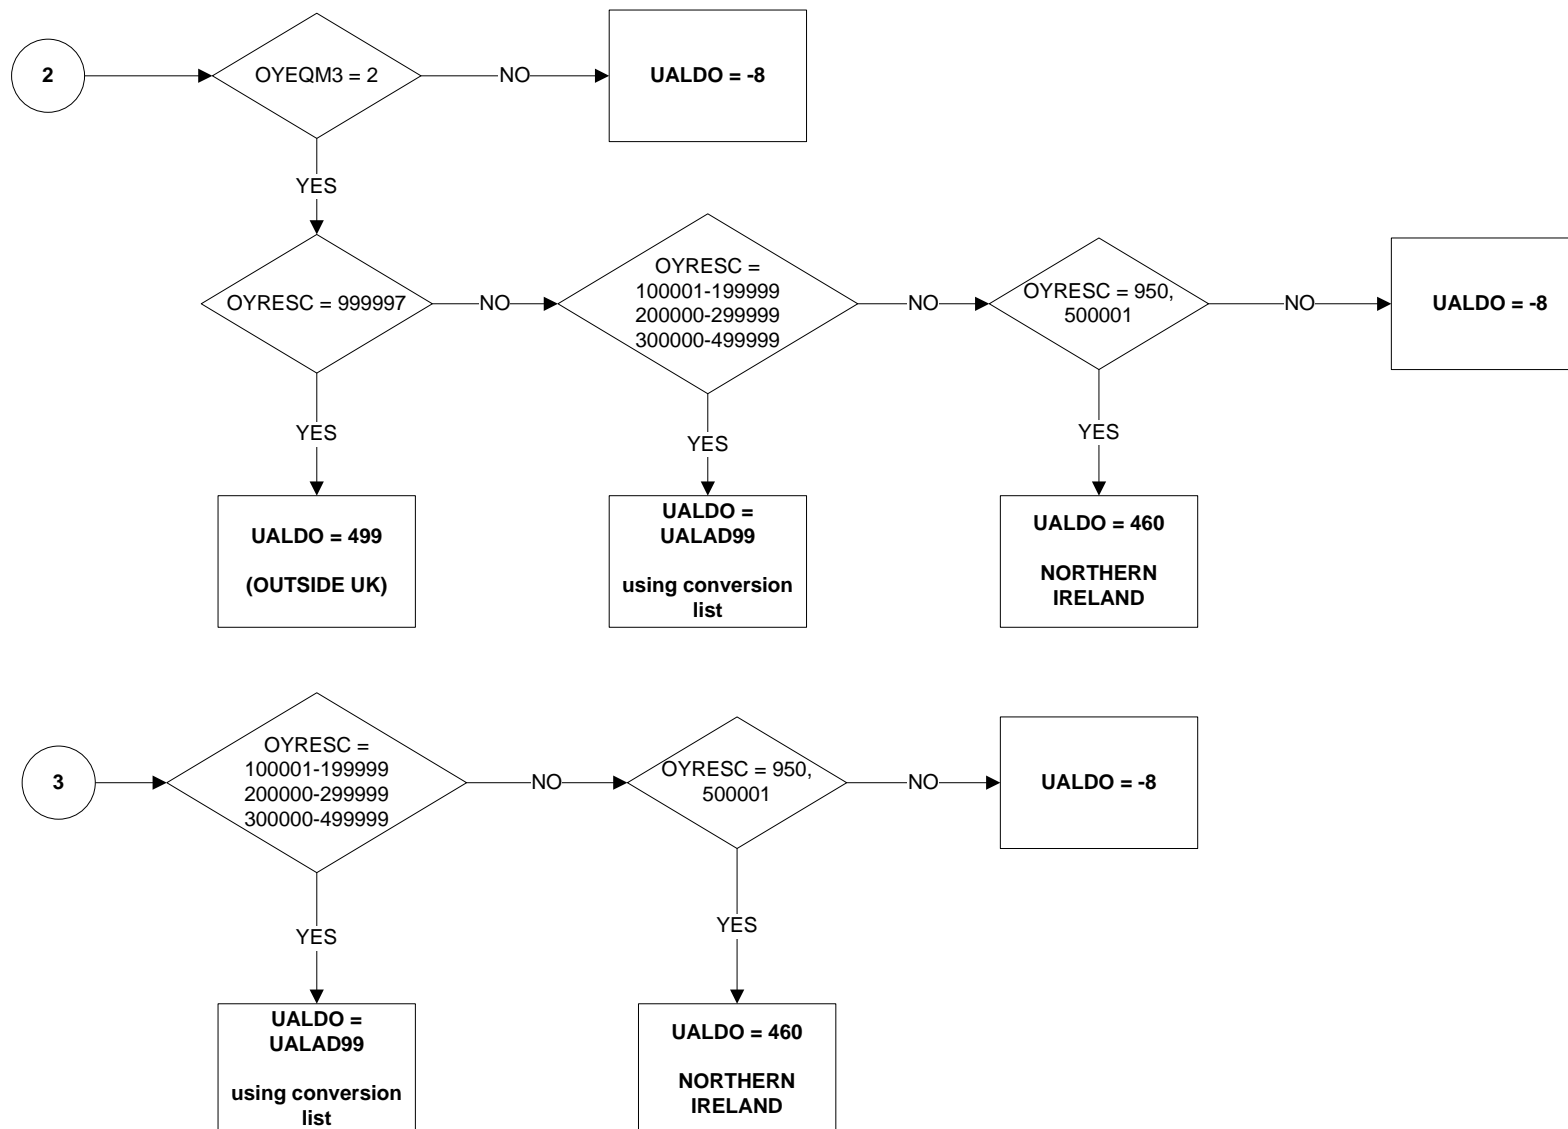 2
OYEQM3 = 2
NO
UALDO = -8
YES
OYRESC = 999997
NO
OYRESC =
100001-199999
200000-299999
300000-499999
NO
OYRESC = 950,
500001
NO
UALDO = -8
YES
YES
YES
UALDO = 499
(OUTSIDE UK)
UALDO =
UALAD99
using conversion
list
UALDO = 460
NORTHERN
IRELAND
3
OYRESC =
100001-199999
200000-299999
300000-499999
NO
OYRESC = 950,
500001
NO
UALDO = -8
YES
YES
UALDO =
UALAD99
using conversion
list
UALDO = 460
NORTHERN
IRELAND